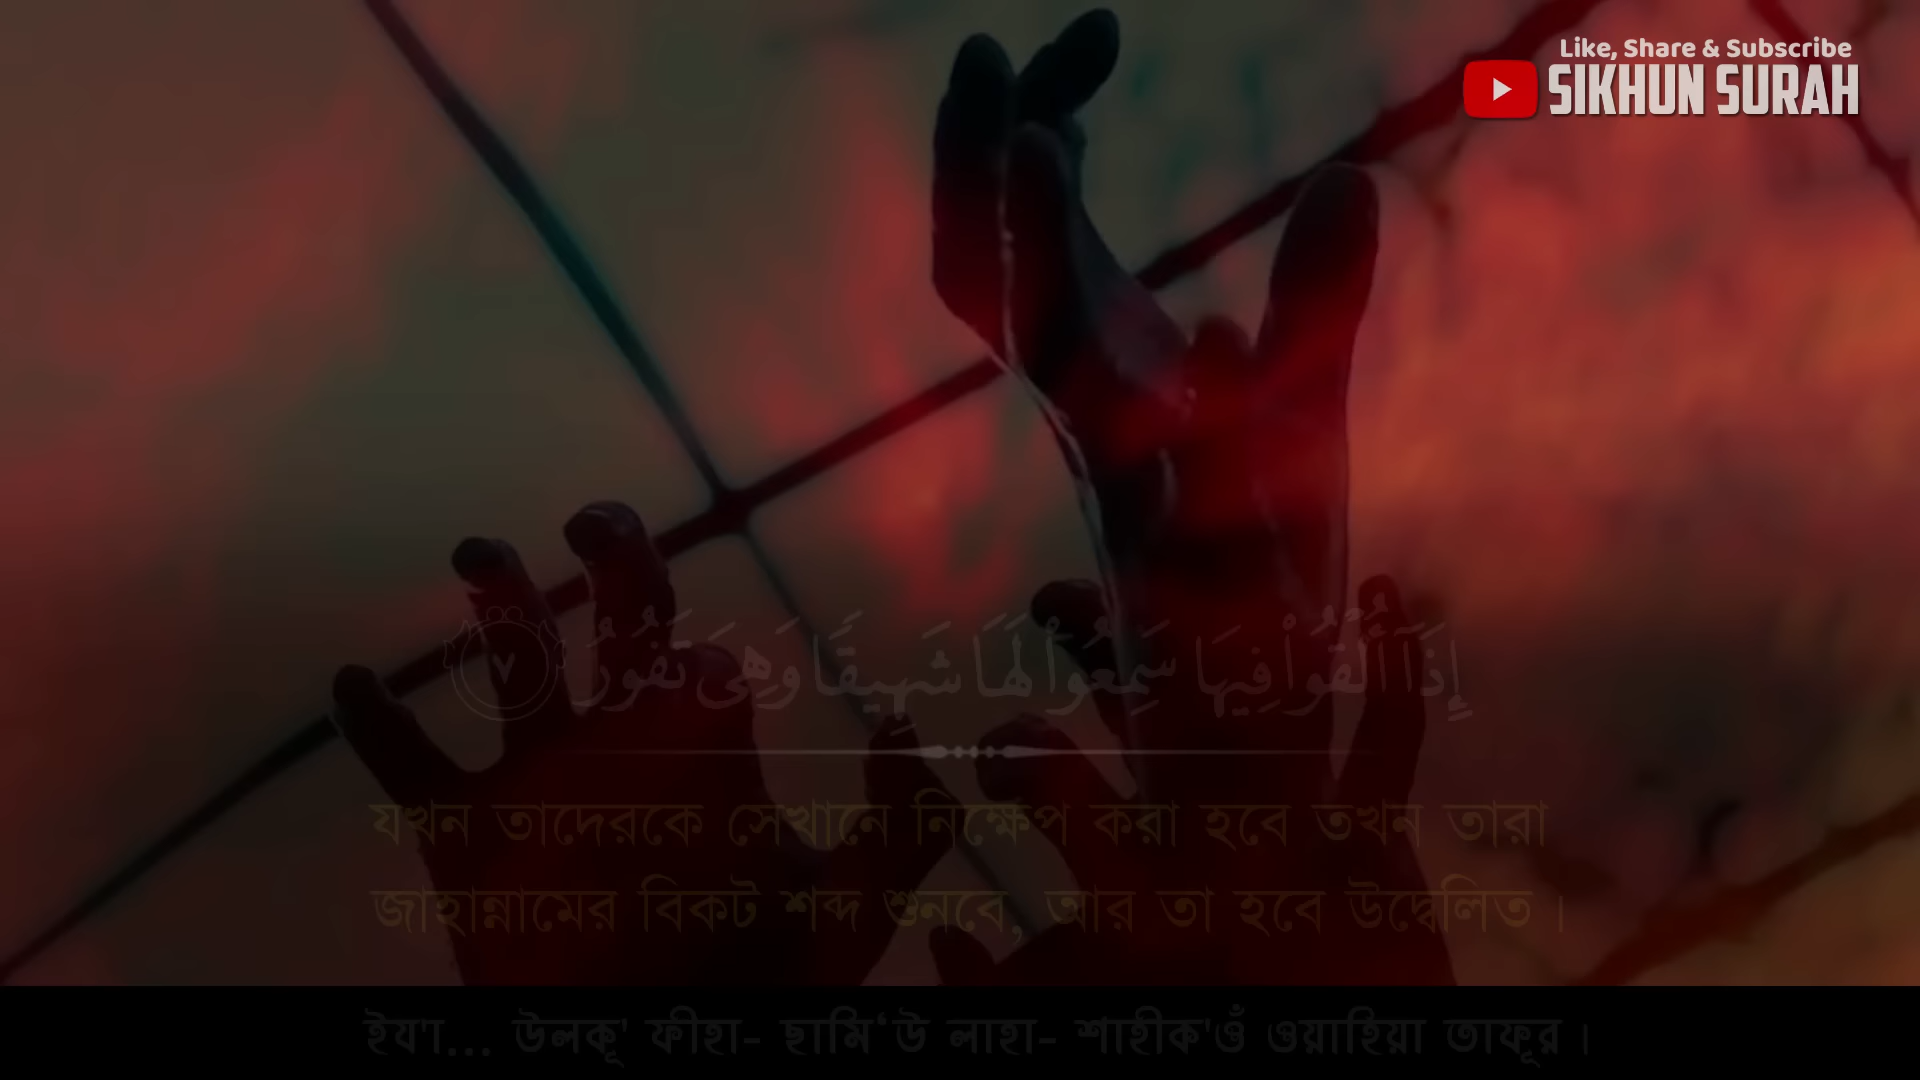 Like, Share & Subscribe
SIKHUN SURAH
إِذَآ أُلْقُوا۟ فِيهَا سَمِعُوا۟ لَهَا شَهِيقًا وَهِىَ تَفُورُ ٧
যখন তাদেরকে সেখানে নিক্ষেপ করা হবে তখন তারা
জাহান্নামের বিকট শব্দ শুনবে, আর তা হবে উদ্বেলিত।
ইয'া... উলকূ' ফীহা- ছামি‘উ লাহা- শাহীক'ওঁ ওয়াহিয়া তাফূর।